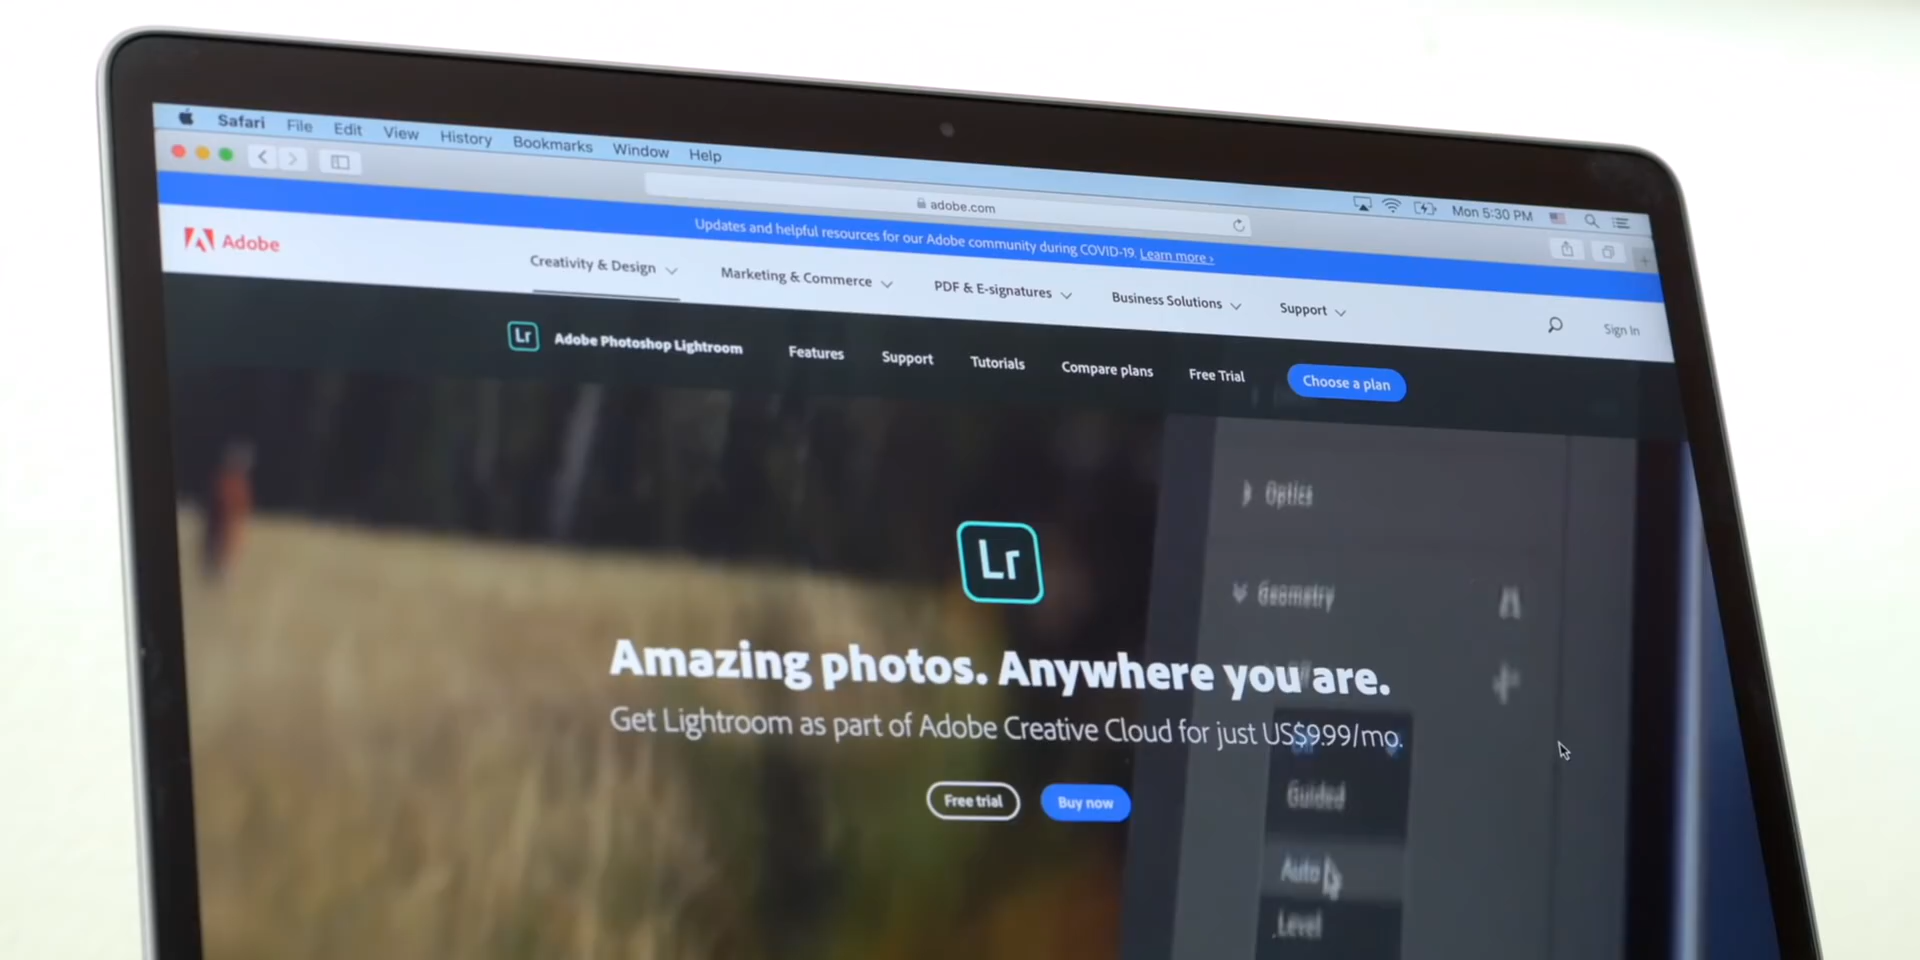 Safari File Edit View History Bookmarks Window Help
Mon 5:30 PM
adobe.com
Updates and helpful resources for our Adobe community during COVID-19. Learn more ›
Adobe
Creativity & Design
Marketing & Commerce
PDF & E-signatures
Business Solutions
Support
Sign In
Lr
Adobe Photoshop Lightroom
Features
Support
Tutorials
Compare plans
Free Trial
Choose a plan
Optics
Geometry
Lr
Amazing photos. Anywhere you are.
Get Lightroom as part of Adobe Creative Cloud for just US$9.99/mo.
Free trial
Buy now
Guided
Auto
Level